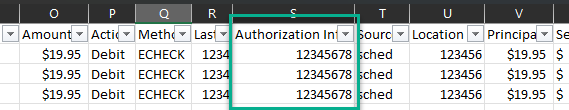 O P Q R S T U V
Amount Actio Metho Last Authorization Inf Sourc Location Principa Se
$19.95 Debit ECHECK 1234 12345678 sched 123456 $19.95 $
$19.95 Debit ECHECK 1234 12345678 sched 123456 $19.95 $
$19.95 Debit ECHECK 1234 12345678 sched 123456 $19.95 $